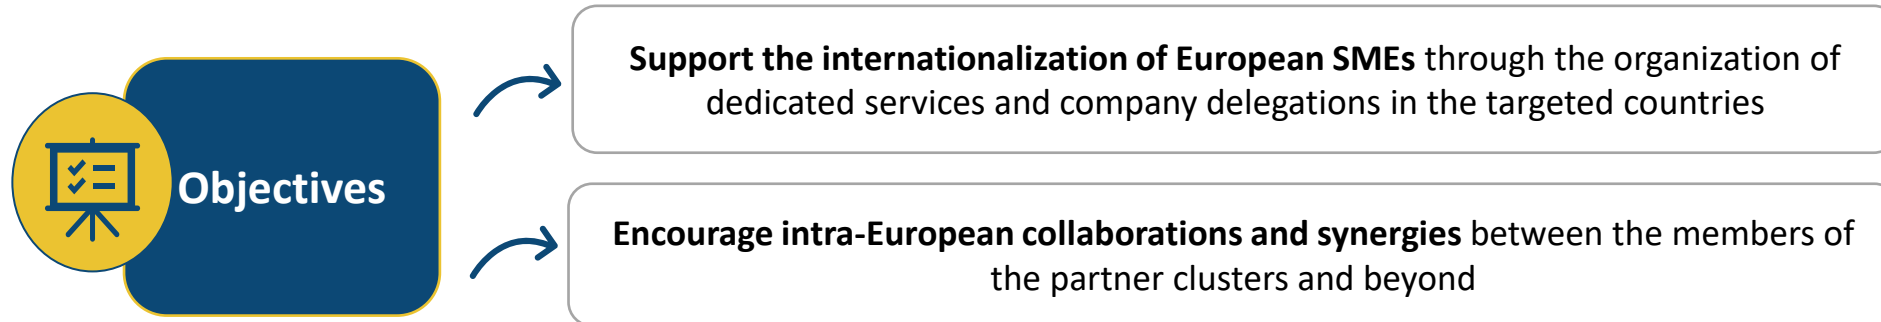 Objectives
Support the internationalization of European SMEs through the organization of
dedicated services and company delegations in the targeted countries
Encourage intra-European collaborations and synergies between the members of
the partner clusters and beyond